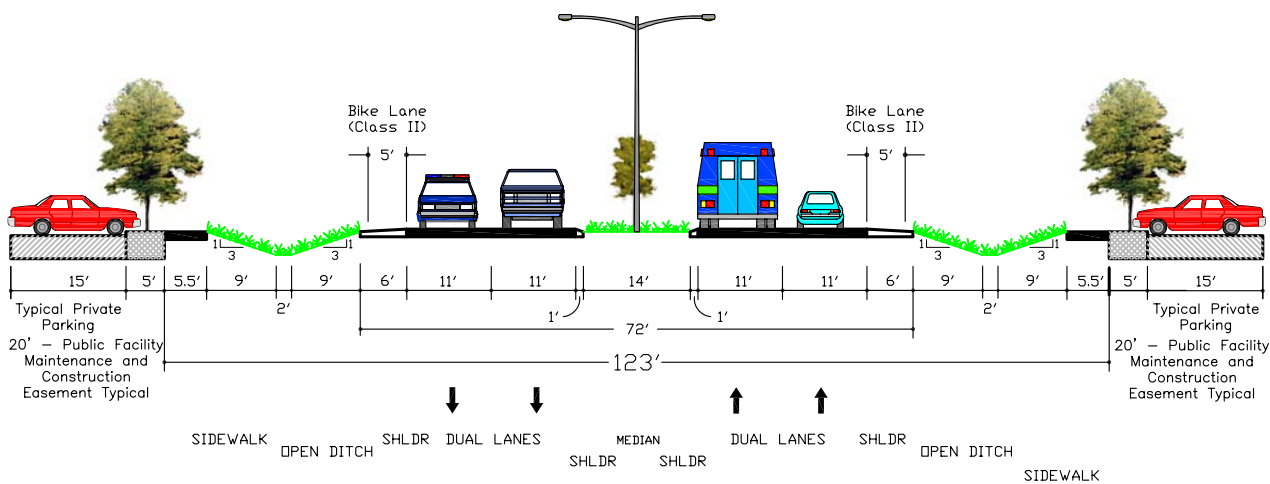 Bike Lane
(Class II)
Bike Lane
(Class II)
5'
5'
1
3
3
1
1
3
3
1
15'
5'
5.5'
9'
2'
9'
6'
11'
11'
1'
14'
1'
11'
11'
6'
9'
2'
9'
5.5'
5'
15'
72'
123'
Typical Private
Parking
20' - Public Facility
Maintenance and
Construction
Easement Typical
Typical Private
Parking
20' - Public Facility
Maintenance and
Construction
Easement Typical
SIDEWALK
OPEN DITCH
SHLDR
DUAL LANES
SHLDR
MEDIAN
SHLDR
DUAL LANES
SHLDR
OPEN DITCH
SIDEWALK